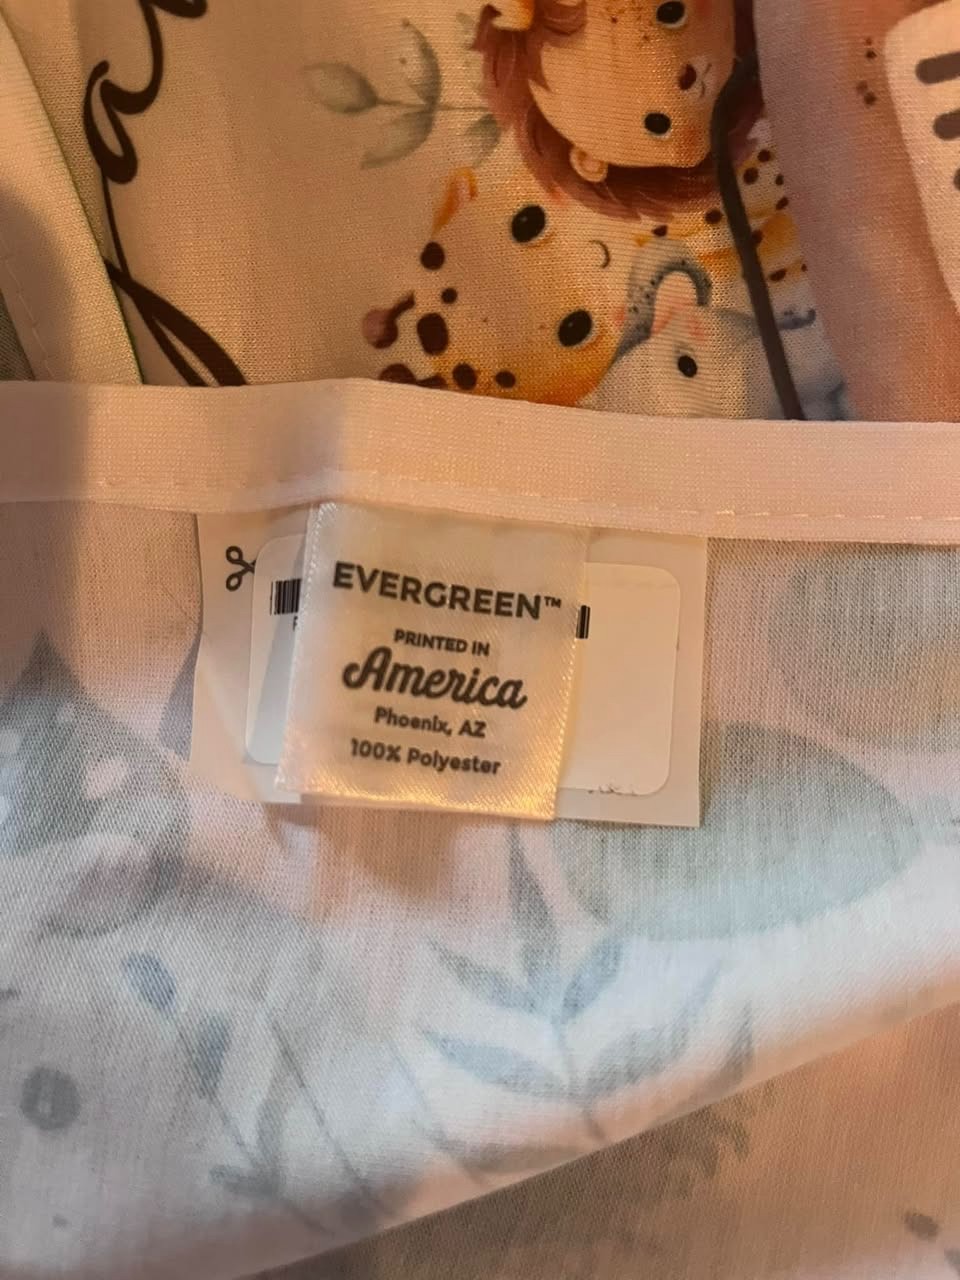 EVERGREEN™
PRINTED IN
America
Phoenix, AZ
100% Polyester